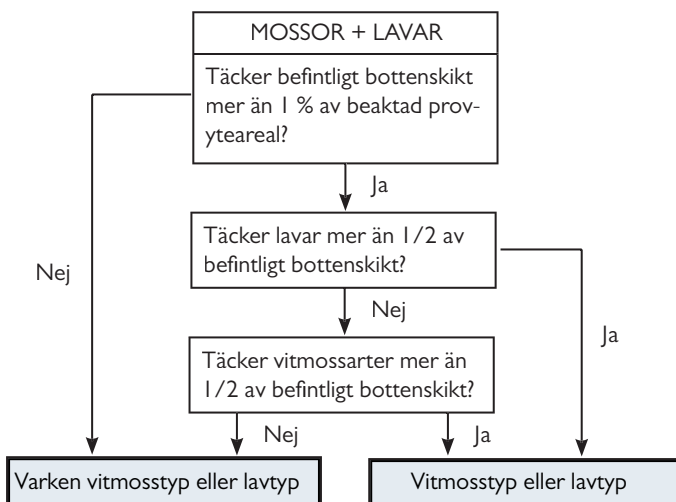 MOSSOR + LAVAR
Täcker befintligt bottenskikt
mer än 1 % av beaktad prov-
yteareal?
Ja
Täcker lavar mer än 1/2 av
befintligt bottenskikt?
Nej
Nej
Ja
Täcker vitmossarter mer än
1/2 av befintligt bottenskikt?
Nej
Ja
Varken vitmosstyp eller lavtyp
Vitmosstyp eller lavtyp